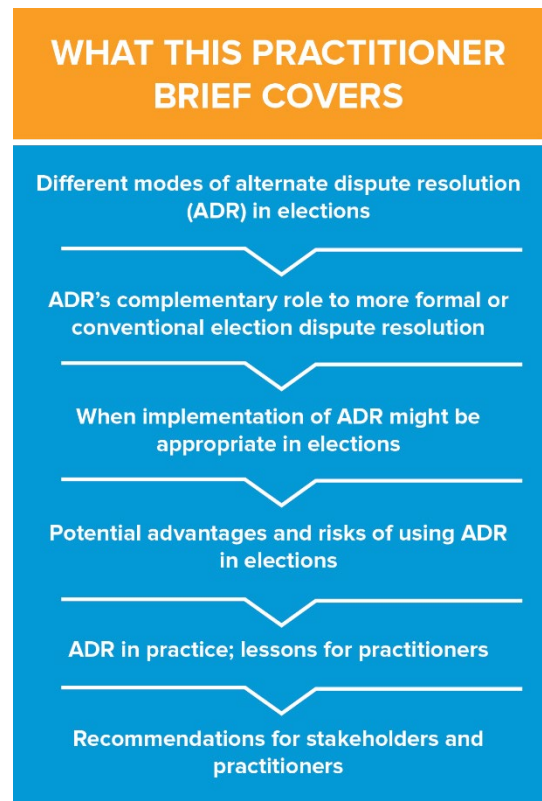 WHAT THIS PRACTITIONER
BRIEF COVERS
Different modes of alternate dispute resolution
(ADR) in elections
ADR’s complementary role to more formal or
conventional election dispute resolution
When implementation of ADR might be
appropriate in elections
Potential advantages and risks of using ADR
in elections
ADR in practice; lessons for practitioners
Recommendations for stakeholders and
practitioners